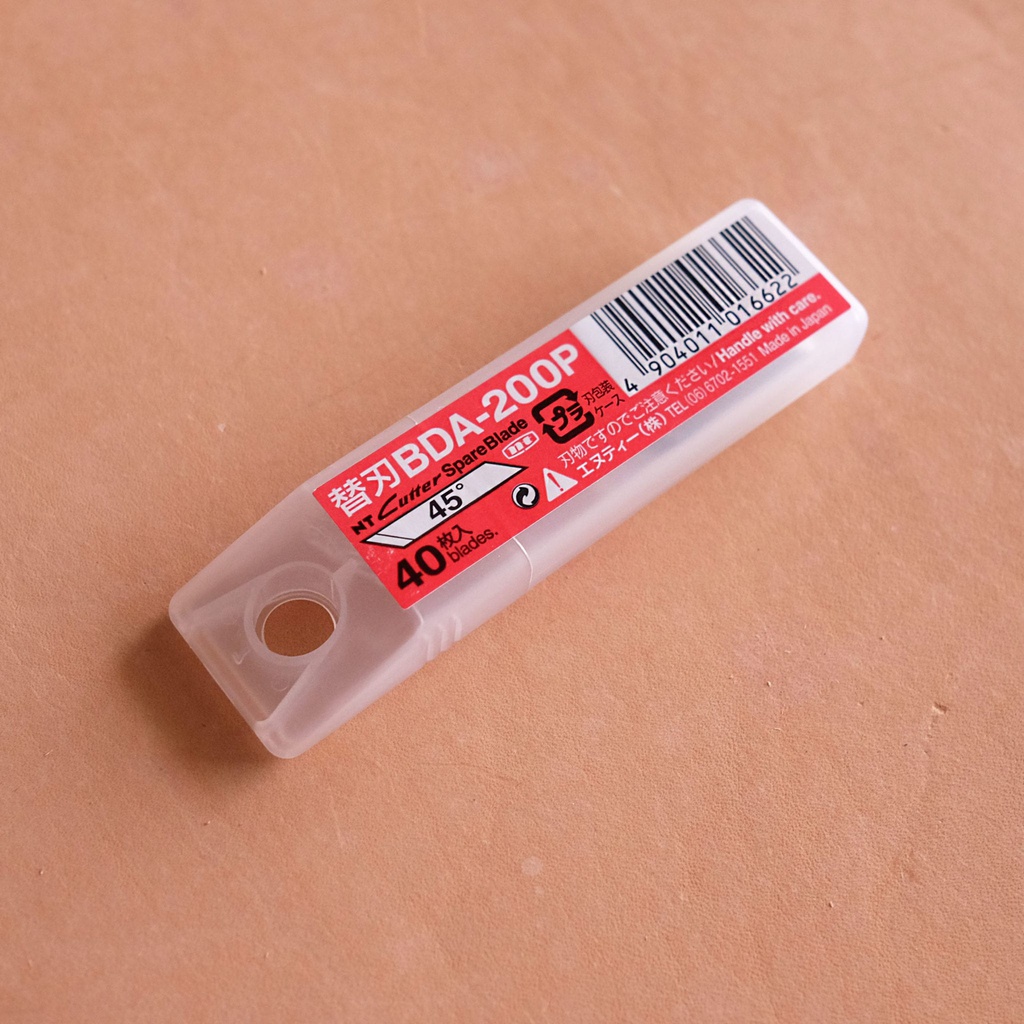 替刃BDA-200P
NT Cutter Spare Blade
45°
40枚入
blades.
プラ
刃包装
ケース
刃物ですのでご注意ください/Handle with care.
エヌティー(株) TEL(06)6702-1551 Made in Japan
4 904011 016622